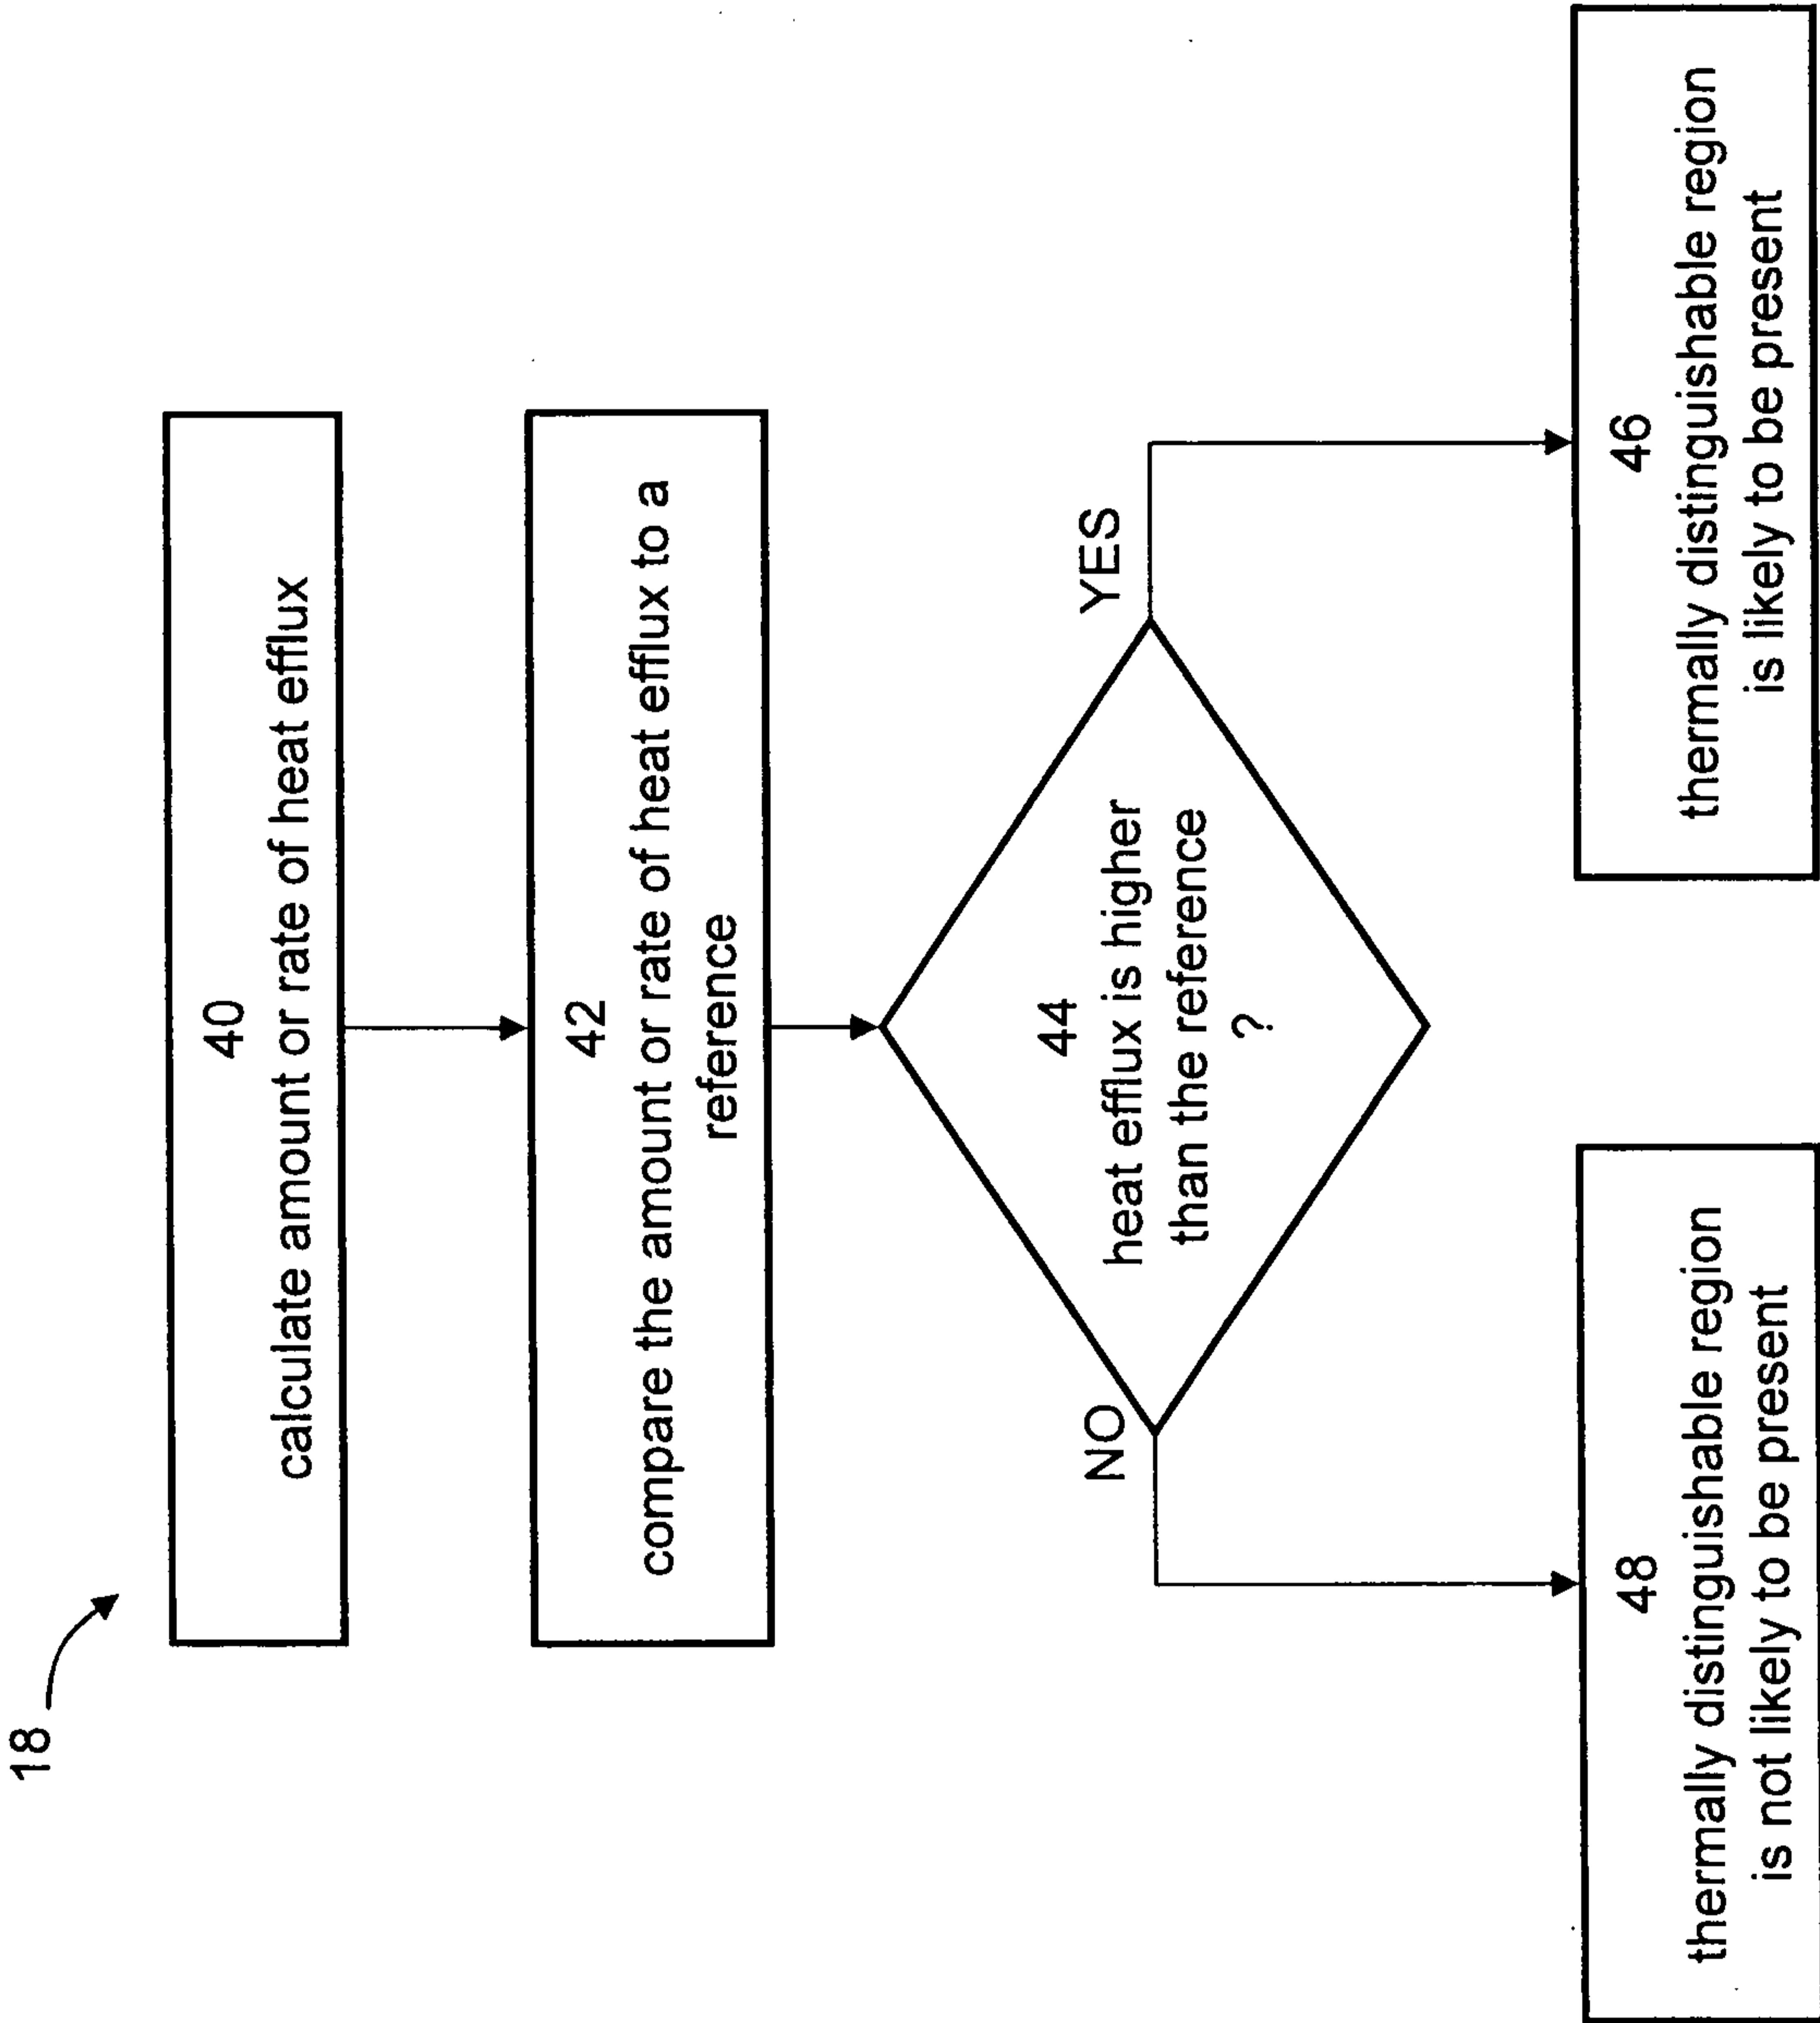 18
40
calculate amount or rate of heat efflux
42
compare the amount or rate of heat efflux to a
reference
44
heat efflux is higher
than the reference
?
NO
YES
48
thermally distinguishable region
is not likely to be present
46
thermally distinguishable region
is likely to be present